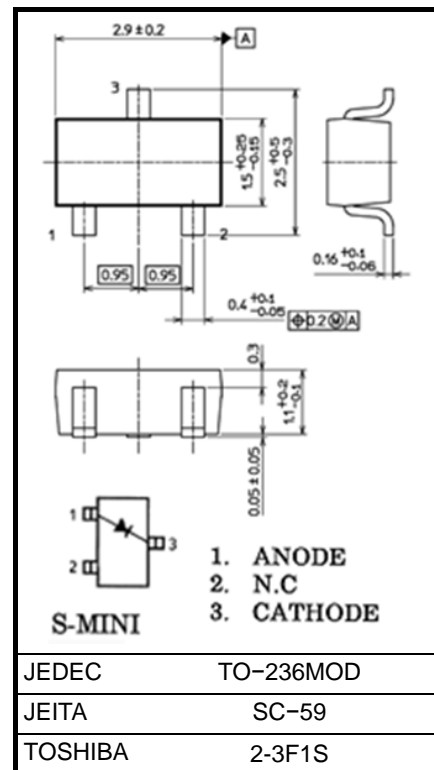 2.9±0.2
A
3
1.5 +0.25 −0.15
2.5 +0.5 −0.3
1
2
0.95
0.95
0.16 +0.1 −0.06
0.4 +0.1 −0.05
⌖ 0.2 Ⓜ A
0.3
1.1 +0.2 −0.1
0.05±0.05
1
3
2
1. ANODE
2. N.C
3. CATHODE
S-MINI
JEDEC TO−236MOD
JEITA SC−59
TOSHIBA 2-3F1S